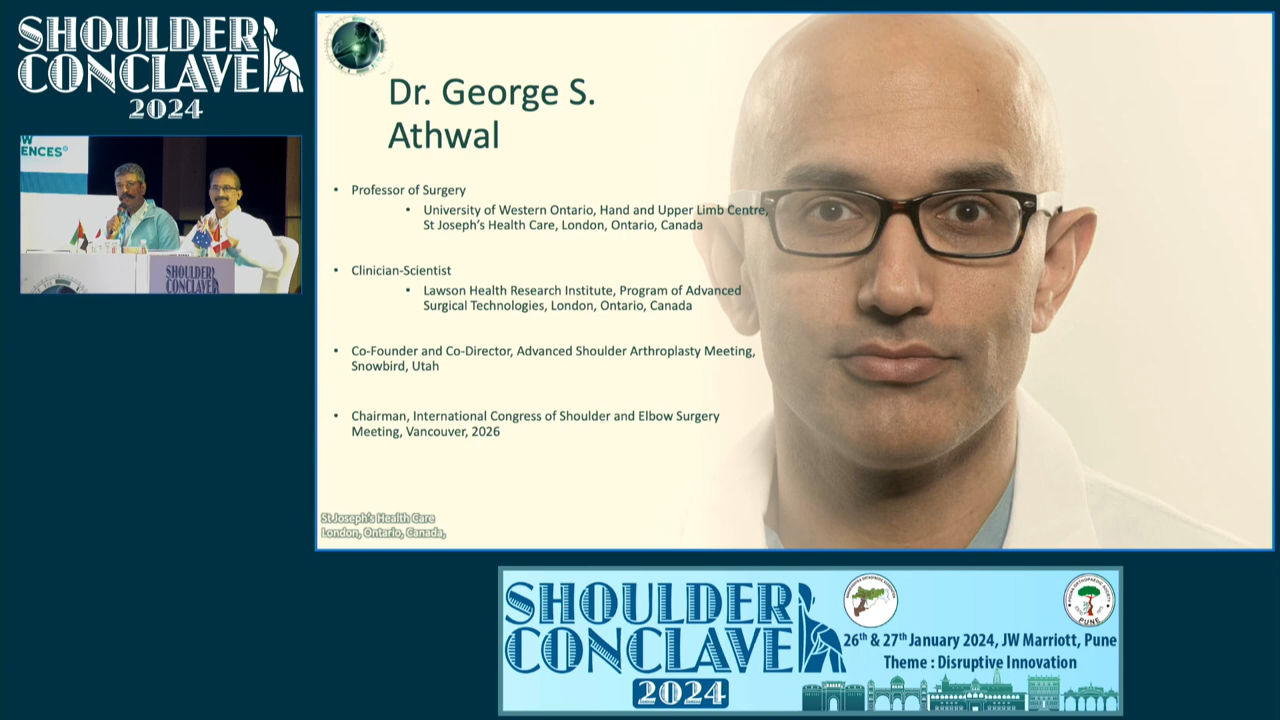 SHOULDER
CONCLAVE
2024
W
ENCES®
SHOULDER
CONCLAVE
Dr. George S.
Athwal
• Professor of Surgery
• University of Western Ontario, Hand and Upper Limb Centre,
St Joseph's Health Care, London, Ontario, Canada
• Clinician-Scientist
• Lawson Health Research Institute, Program of Advanced
Surgical Technologies, London, Ontario, Canada
• Co-Founder and Co-Director, Advanced Shoulder Arthroplasty Meeting,
Snowbird, Utah
• Chairman, International Congress of Shoulder and Elbow Surgery
Meeting, Vancouver, 2026
St Joseph's Health Care
London, Ontario, Canada,
SHOULDER
CONCLAVE
2024
PUNE
26th & 27th January 2024, JW Marriott, Pune
Theme : Disruptive Innovation